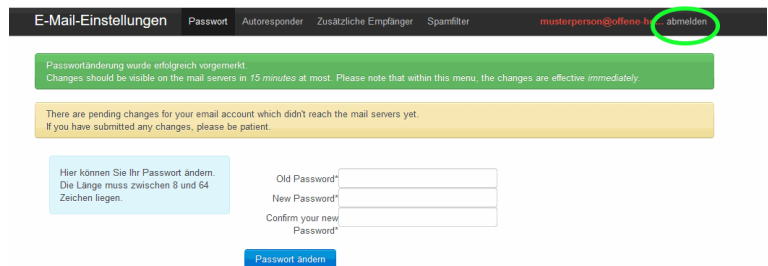 E-Mail-Einstellungen Passwort Autoresponder Zusätzliche Empfänger Spamfilter musterperson@offene-he... abmelden
Passwortänderung wurde erfolgreich vorgemerkt.
Changes should be visible on the mail servers in 15 minutes at most. Please note that within this menu, the changes are effective immediately.
There are pending changes for your email account which didn't reach the mail servers yet.
If you have submitted any changes, please be patient.
Hier können Sie Ihr Passwort ändern.
Die Länge muss zwischen 8 und 64
Zeichen liegen.
Old Password*
New Password*
Confirm your new
Password*
Passwort ändern